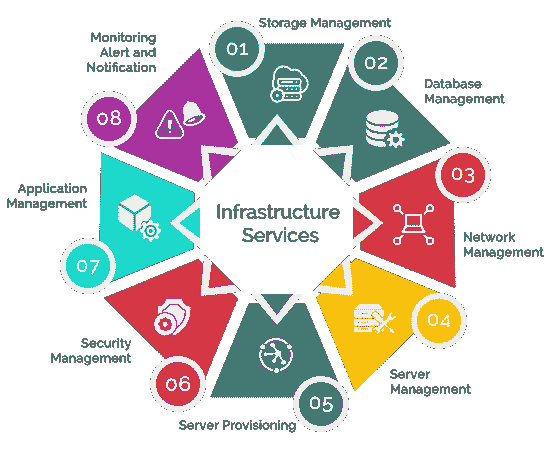 01
Storage Management
02
Database
Management
03
Network
Management
04
Server
Management
05
Server Provisioning
06
Security
Management
07
Application
Management
08
Monitoring
Alert and
Notification
Infrastructure
Services